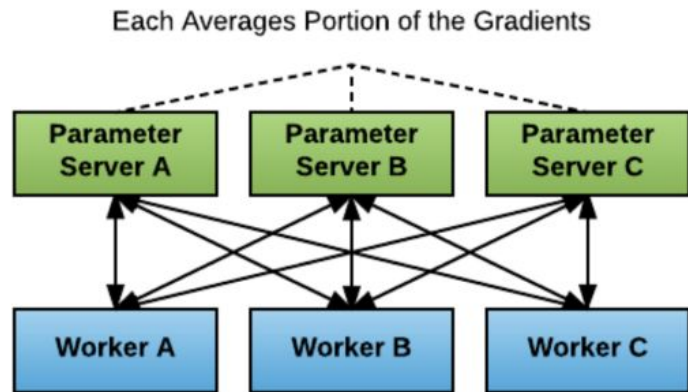 Each Averages Portion of the Gradients
Parameter
Server A
Parameter
Server B
Parameter
Server C
Worker A
Worker B
Worker C